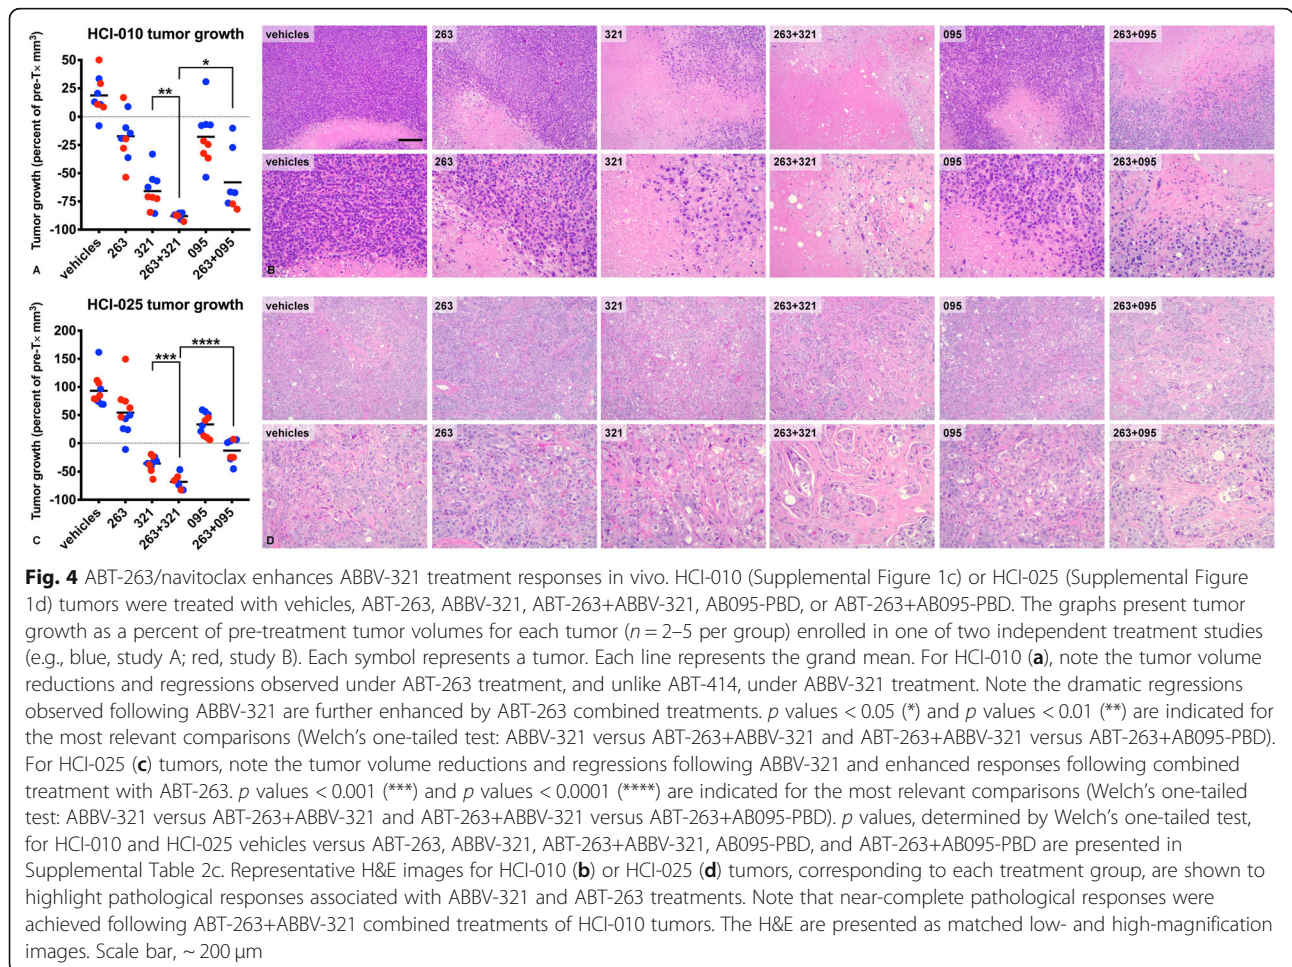 HCI-010 tumor growth
Tumor growth (percent of pre-T× mm³)
50
25
0
-25
-50
-75
-100
**
*
vehicles
263
321
263+321
095
263+095
A
vehicles
263
321
263+321
095
263+095
vehicles
263
321
263+321
095
263+095
B
HCI-025 tumor growth
Tumor growth (percent of pre-T× mm³)
200
150
100
50
0
-50
-100
***
****
vehicles
263
321
263+321
095
263+095
C
vehicles
263
321
263+321
095
263+095
vehicles
263
321
263+321
095
263+095
D
Fig. 4 ABT-263/navitoclax enhances ABBV-321 treatment responses in vivo. HCI-010 (Supplemental Figure 1c) or HCI-025 (Supplemental Figure
1d) tumors were treated with vehicles, ABT-263, ABBV-321, ABT-263+ABBV-321, AB095-PBD, or ABT-263+AB095-PBD. The graphs present tumor
growth as a percent of pre-treatment tumor volumes for each tumor (n = 2–5 per group) enrolled in one of two independent treatment studies
(e.g., blue, study A; red, study B). Each symbol represents a tumor. Each line represents the grand mean. For HCI-010 (a), note the tumor volume
reductions and regressions observed under ABT-263 treatment, and unlike ABT-414, under ABBV-321 treatment. Note the dramatic regressions
observed following ABBV-321 are further enhanced by ABT-263 combined treatments. p values < 0.05 (*) and p values < 0.01 (**) are indicated for
the most relevant comparisons (Welch's one-tailed test: ABBV-321 versus ABT-263+ABBV-321 and ABT-263+ABBV-321 versus ABT-263+AB095-PBD).
For HCI-025 (c) tumors, note the tumor volume reductions and regressions following ABBV-321 and enhanced responses following combined
treatment with ABT-263. p values < 0.001 (***) and p values < 0.0001 (****) are indicated for the most relevant comparisons (Welch's one-tailed
test: ABBV-321 versus ABT-263+ABBV-321 and ABT-263+ABBV-321 versus ABT-263+AB095-PBD). p values, determined by Welch's one-tailed test,
for HCI-010 and HCI-025 vehicles versus ABT-263, ABBV-321, ABT-263+ABBV-321, AB095-PBD, and ABT-263+AB095-PBD are presented in
Supplemental Table 2c. Representative H&E images for HCI-010 (b) or HCI-025 (d) tumors, corresponding to each treatment group, are shown to
highlight pathological responses associated with ABBV-321 and ABT-263 treatments. Note that near-complete pathological responses were
achieved following ABT-263+ABBV-321 combined treatments of HCI-010 tumors. The H&E are presented as matched low- and high-magnification
images. Scale bar, ~ 200 μm